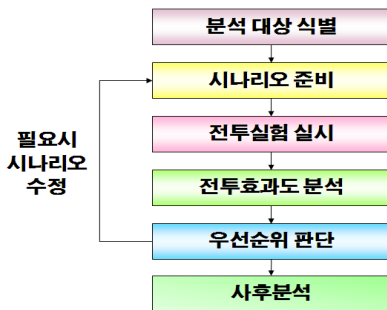 분석 대상 식별
시나리오 준비
전투실험 실시
전투효과도 분석
우선순위 판단
사후분석
필요시
시나리오
수정